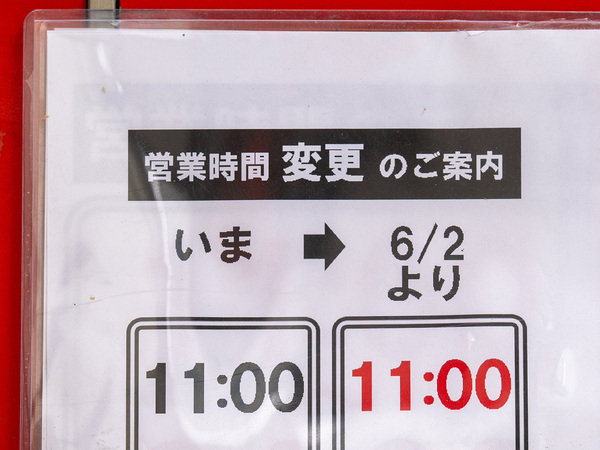 営業時間 変更 のご案内
いま ➡ 6/2
より
11:00 11:00